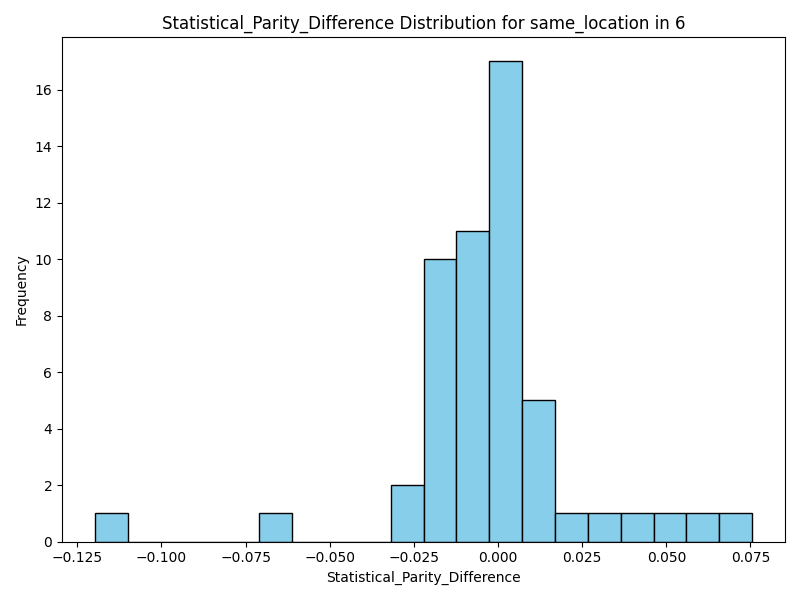 Statistical_Parity_Difference Distribution for same_location in 6
Frequency
16
14
12
10
8
6
4
2
0
−0.125 −0.100 −0.075 −0.050 −0.025 0.000 0.025 0.050 0.075
Statistical_Parity_Difference